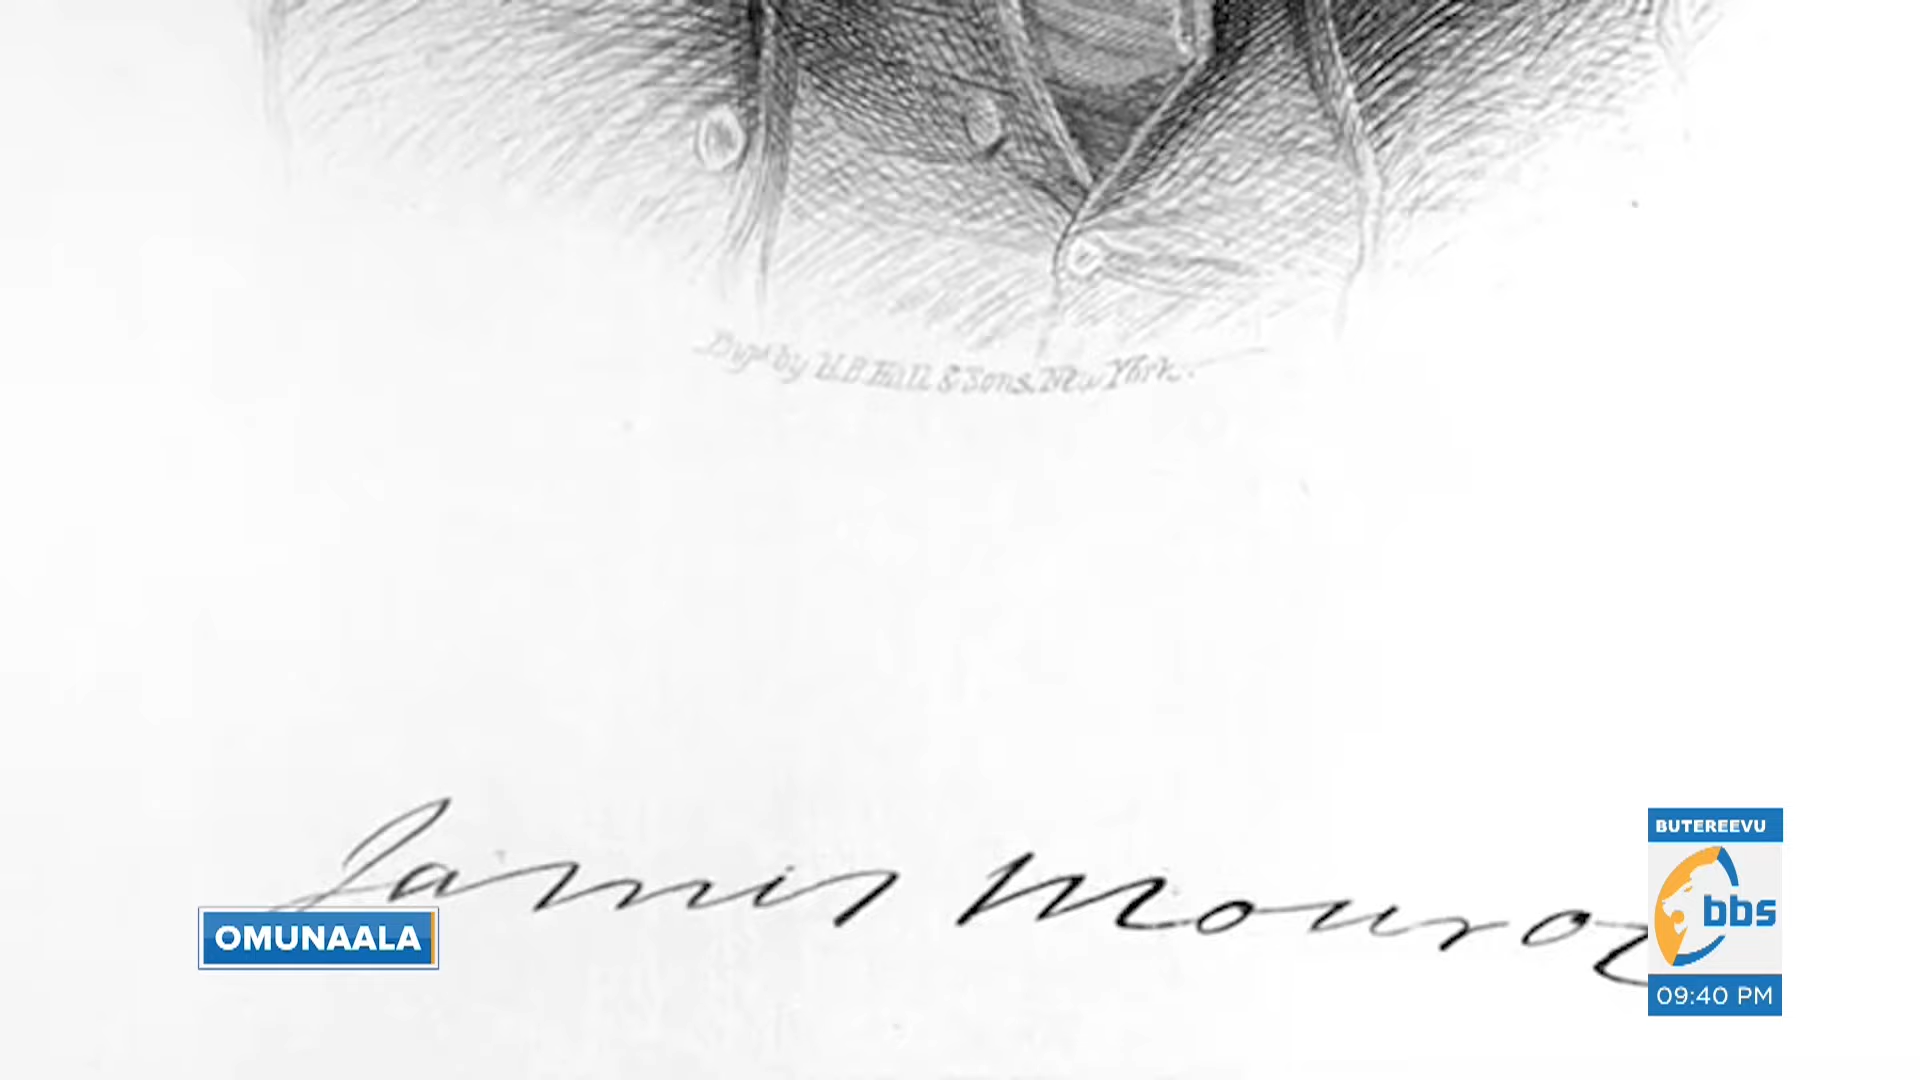 Engd by H.B. Hall & Sons, New York.
James Monroe
OMUNAALA
BUTEREEVU
bbs
09:40 PM